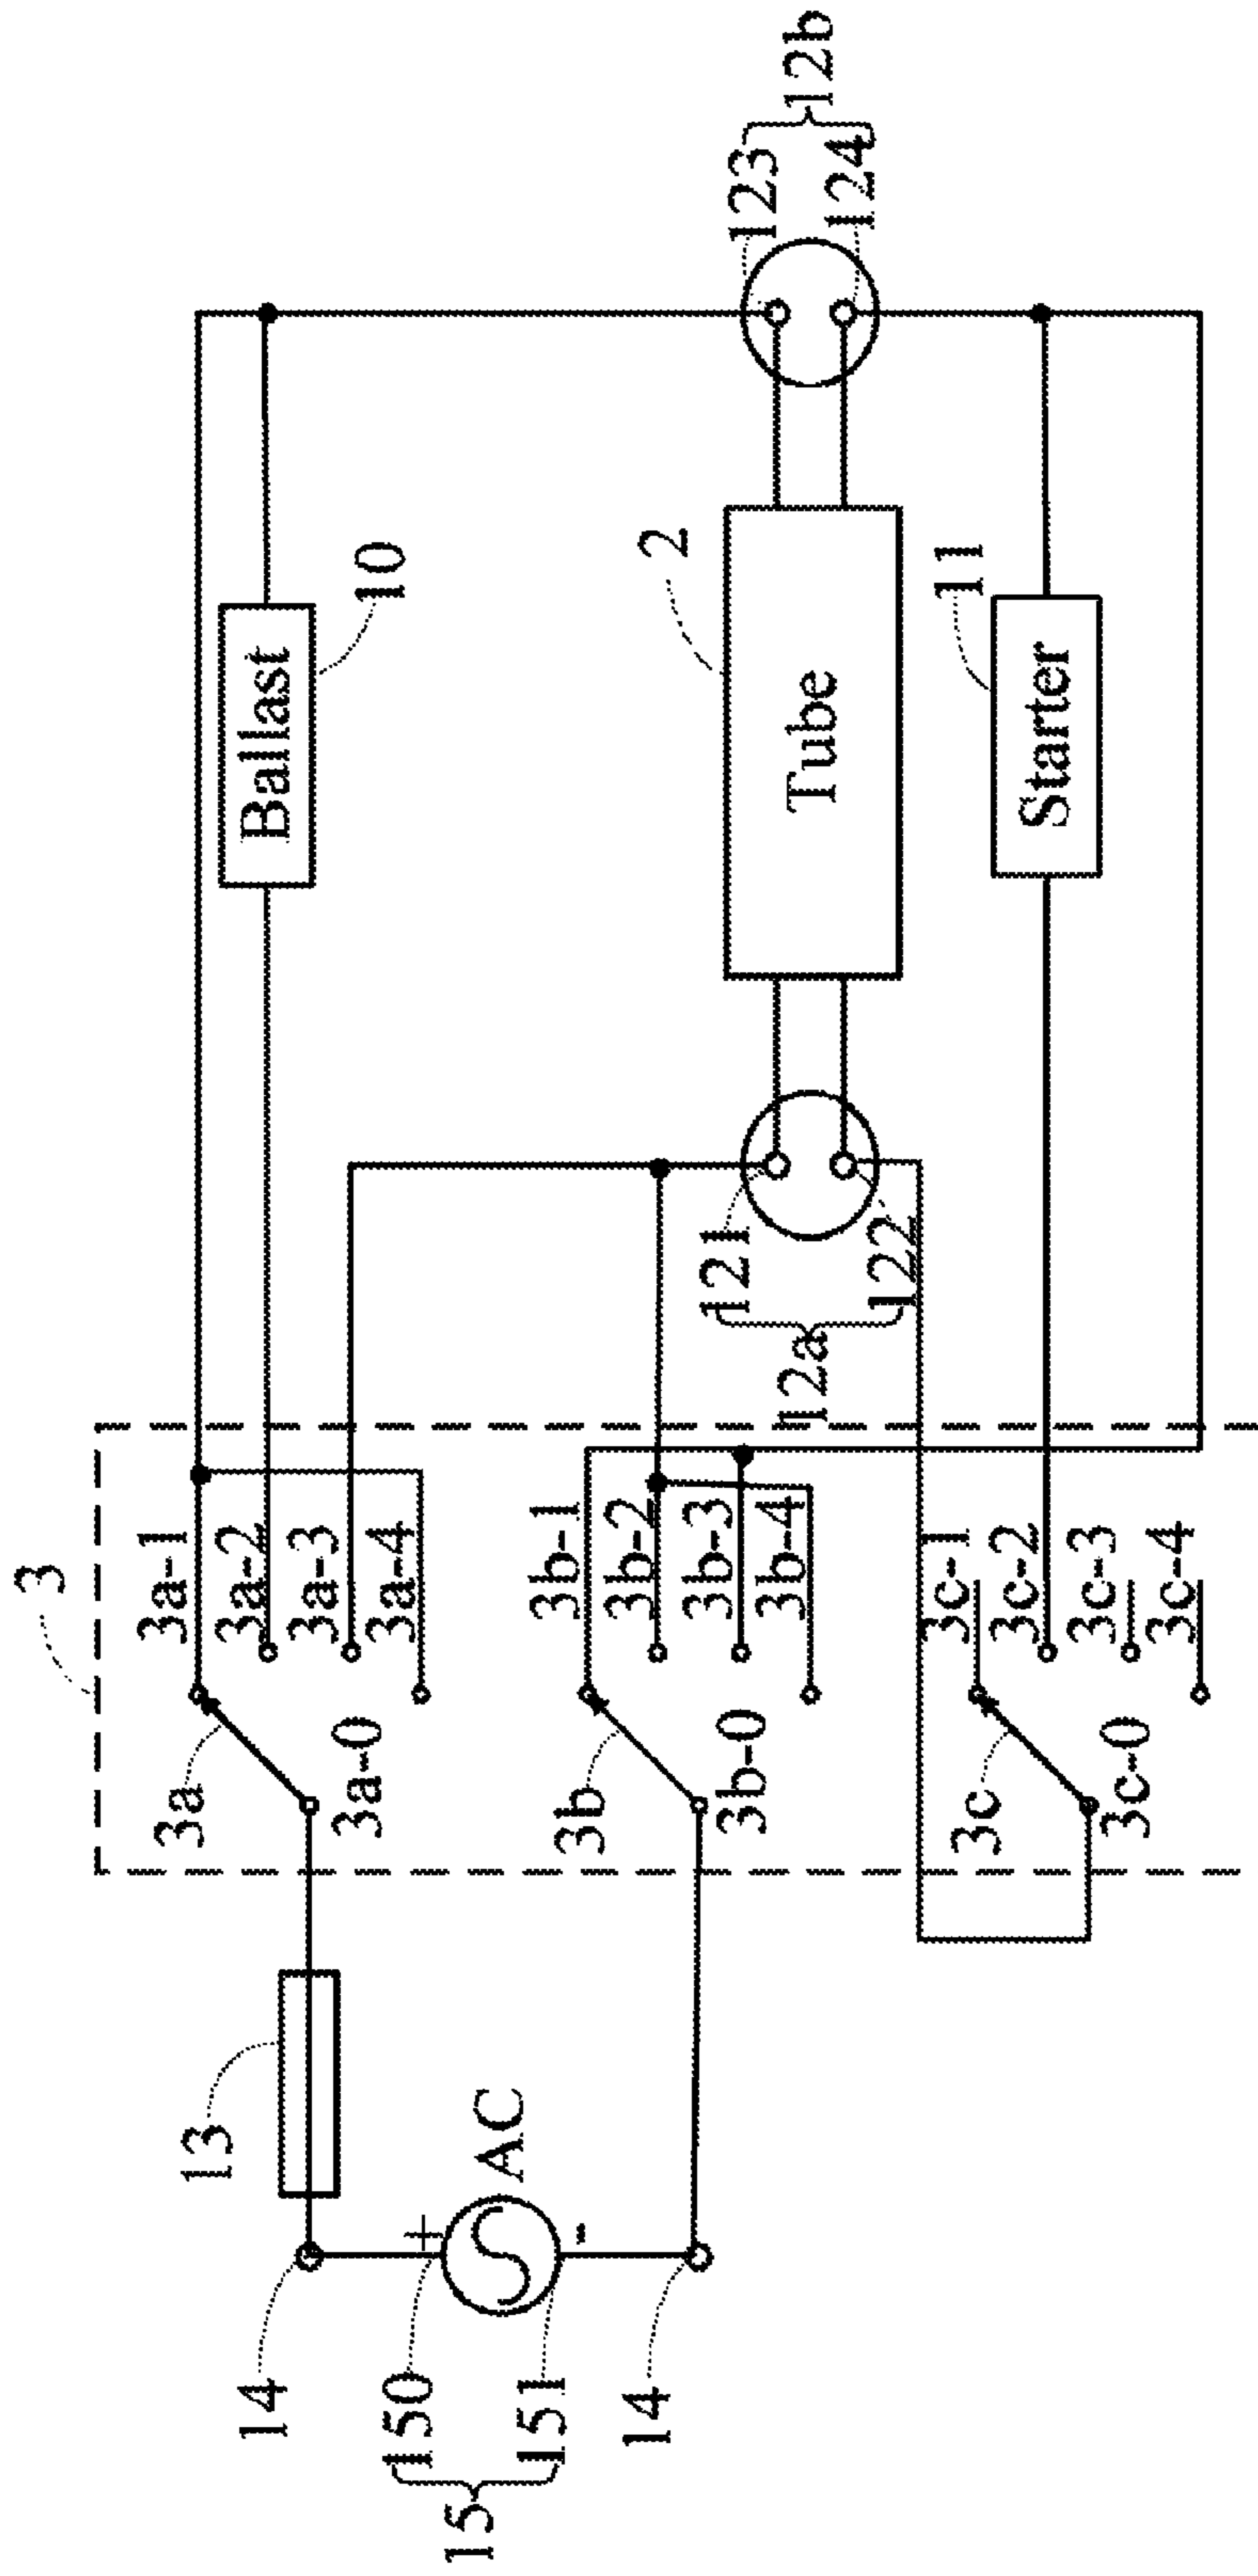 3
3a
3a-0
3a-1
3a-2
3a-3
3a-4
3b
3b-0
3b-1
3b-2
3b-3
3b-4
3c
3c-0
3c-1
3c-2
3c-3
3c-4
13
14
150
151
15
14
AC
+
-
Ballast
10
Tube
2
Starter
11
121
122
12a
123
124
12b